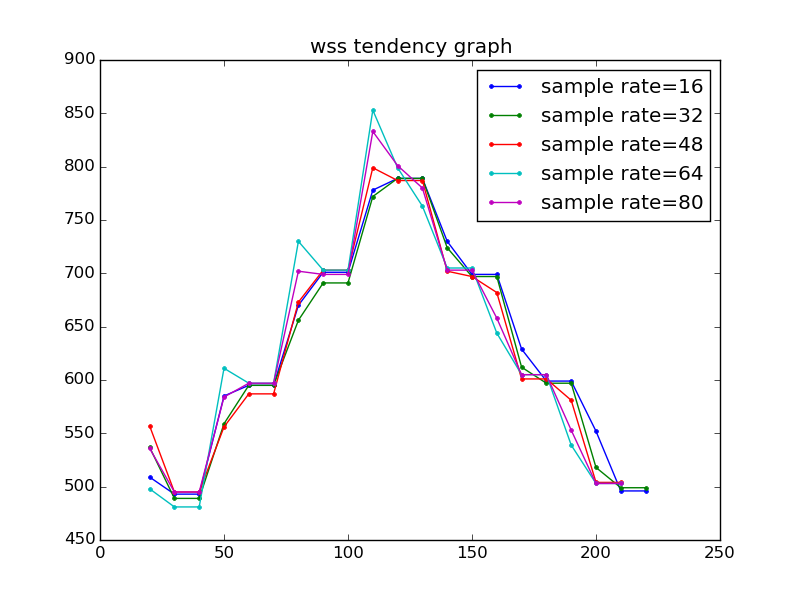 wss tendency graph
900
850
800
750
700
650
600
550
500
450
0 50 100 150 200 250
sample rate=16
sample rate=32
sample rate=48
sample rate=64
sample rate=80